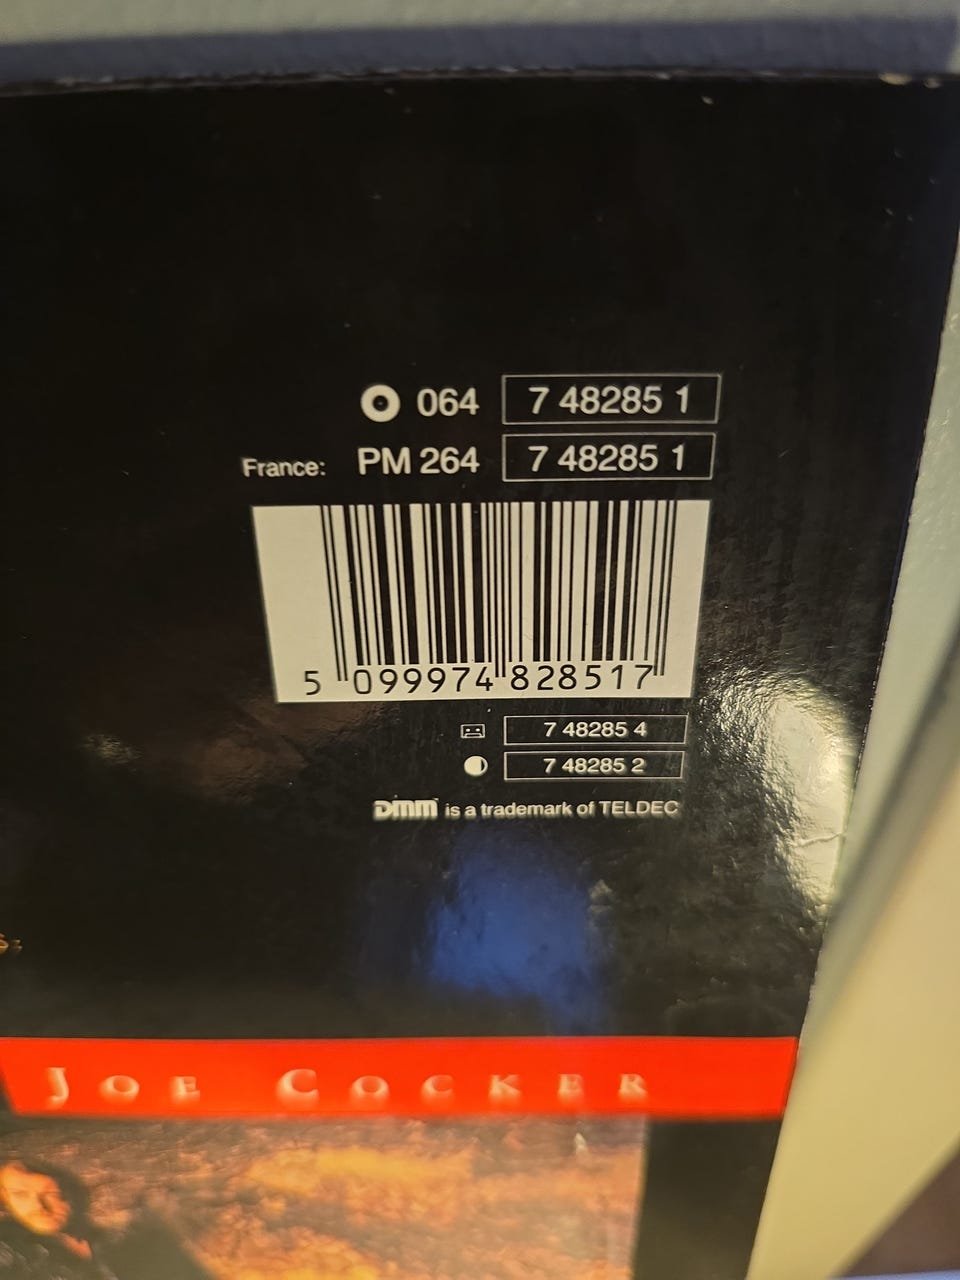 064 7 48285 1
France: PM 264 7 48285 1
5 099974 828517
7 48285 4
7 48285 2
DMM is a trademark of TELDEC
JOE COCKER